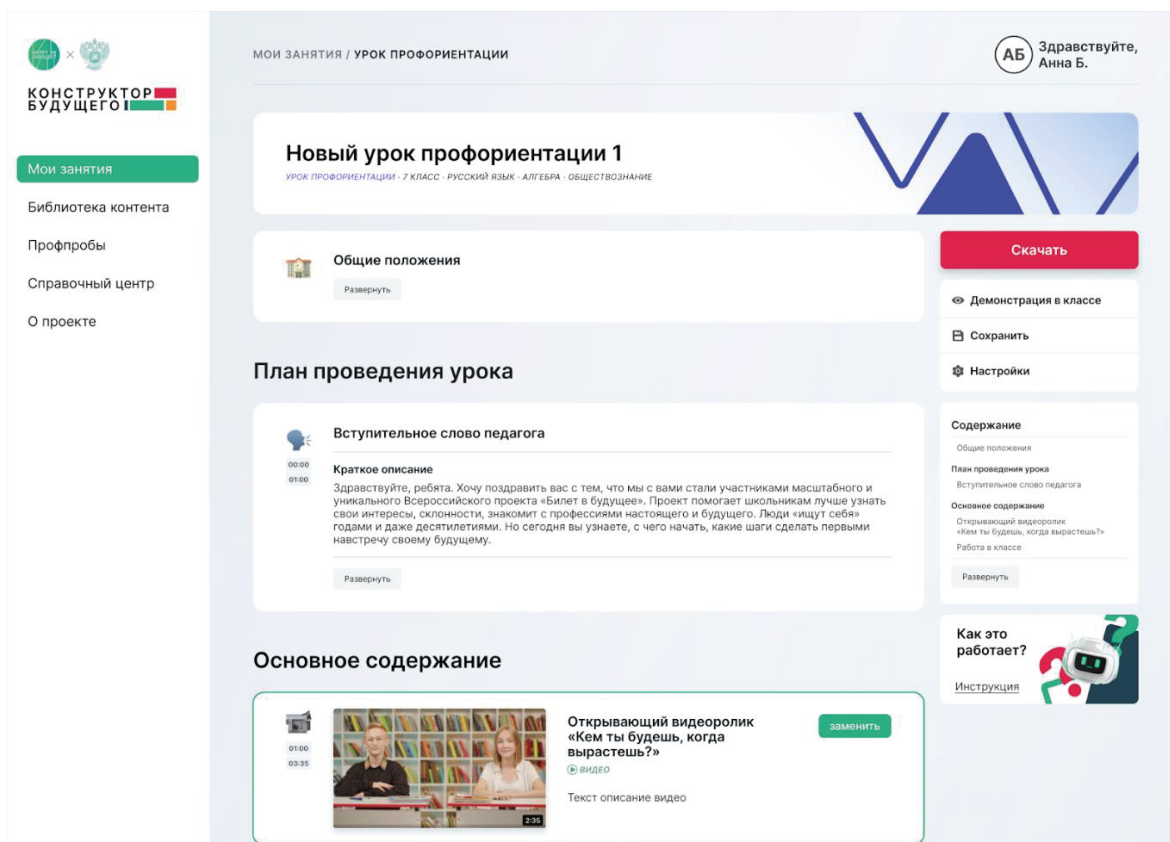 БИЛЕТ В БУДУЩЕЕ
×
КОНСТРУКТОР
БУДУЩЕГО
Мои занятия
Библиотека контента
Профпробы
Справочный центр
О проекте
МОИ ЗАНЯТИЯ / УРОК ПРОФОРИЕНТАЦИИ
АБ
Здравствуйте,
Анна Б.
Новый урок профориентации 1
УРОК ПРОФОРИЕНТАЦИИ · 7 КЛАСС · РУССКИЙ ЯЗЫК · АЛГЕБРА · ОБЩЕСТВОЗНАНИЕ
Общие положения
Развернуть
План проведения урока
Вступительное слово педагога
00:00
01:00
Краткое описание
Здравствуйте, ребята. Хочу поздравить вас с тем, что мы с вами стали участниками масштабного и
уникального Всероссийского проекта «Билет в будущее». Проект помогает школьникам лучше узнать
свои интересы, склонности, знакомит с профессиями настоящего и будущего. Люди «ищут себя»
годами и даже десятилетиями. Но сегодня вы узнаете, с чего начать, какие шаги сделать первыми
навстречу своему будущему.
Развернуть
Основное содержание
01:00
03:35
2:35
Открывающий видеоролик
«Кем ты будешь, когда
вырастешь?»
ВИДЕО
Текст описание видео
заменить
Скачать
Демонстрация в классе
Сохранить
Настройки
Содержание
Общие положения
План проведения урока
Вступительное слово педагога
Основное содержание
Открывающий видеоролик
«Кем ты будешь, когда вырастешь?»
Работа в классе
Развернуть
Как это
работает?
Инструкция